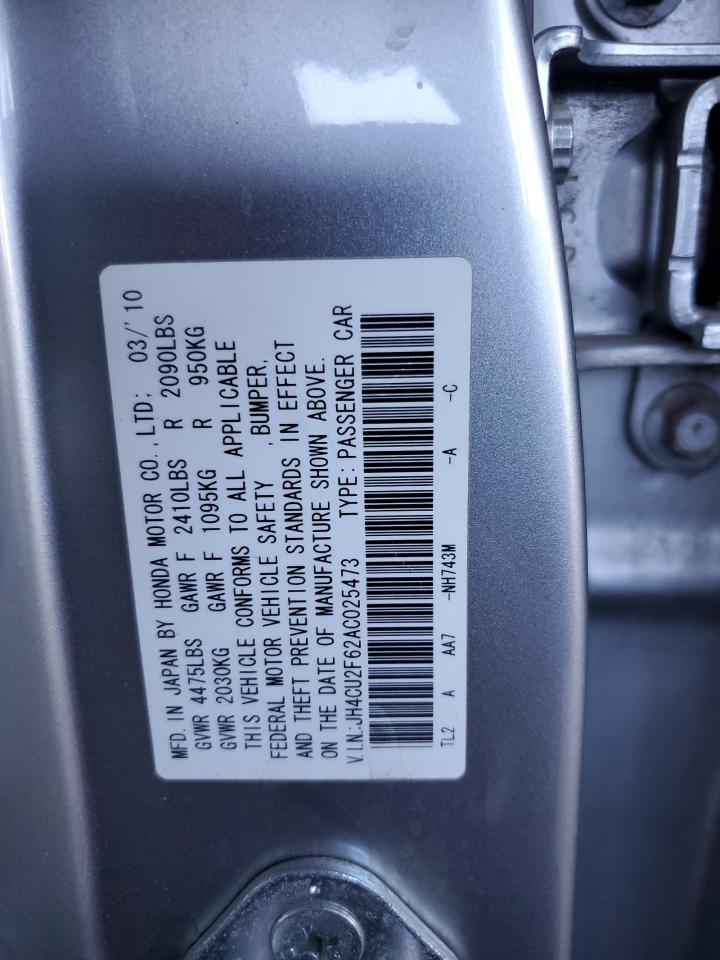 MFD. IN JAPAN BY HONDA MOTOR CO., LTD; 03/'10
GVWR 4475LBS GAWR F 2410LBS R 2090LBS
GVWR 2030KG GAWR F 1095KG R 950KG
THIS VEHICLE CONFORMS TO ALL APPLICABLE
FEDERAL MOTOR VEHICLE SAFETY , BUMPER,
AND THEFT PREVENTION STANDARDS IN EFFECT
ON THE DATE OF MANUFACTURE SHOWN ABOVE.
V.I.N.:JH4CU2F62AC025473 TYPE: PASSENGER CAR
TL2 A AA7 -NH743M -A -C